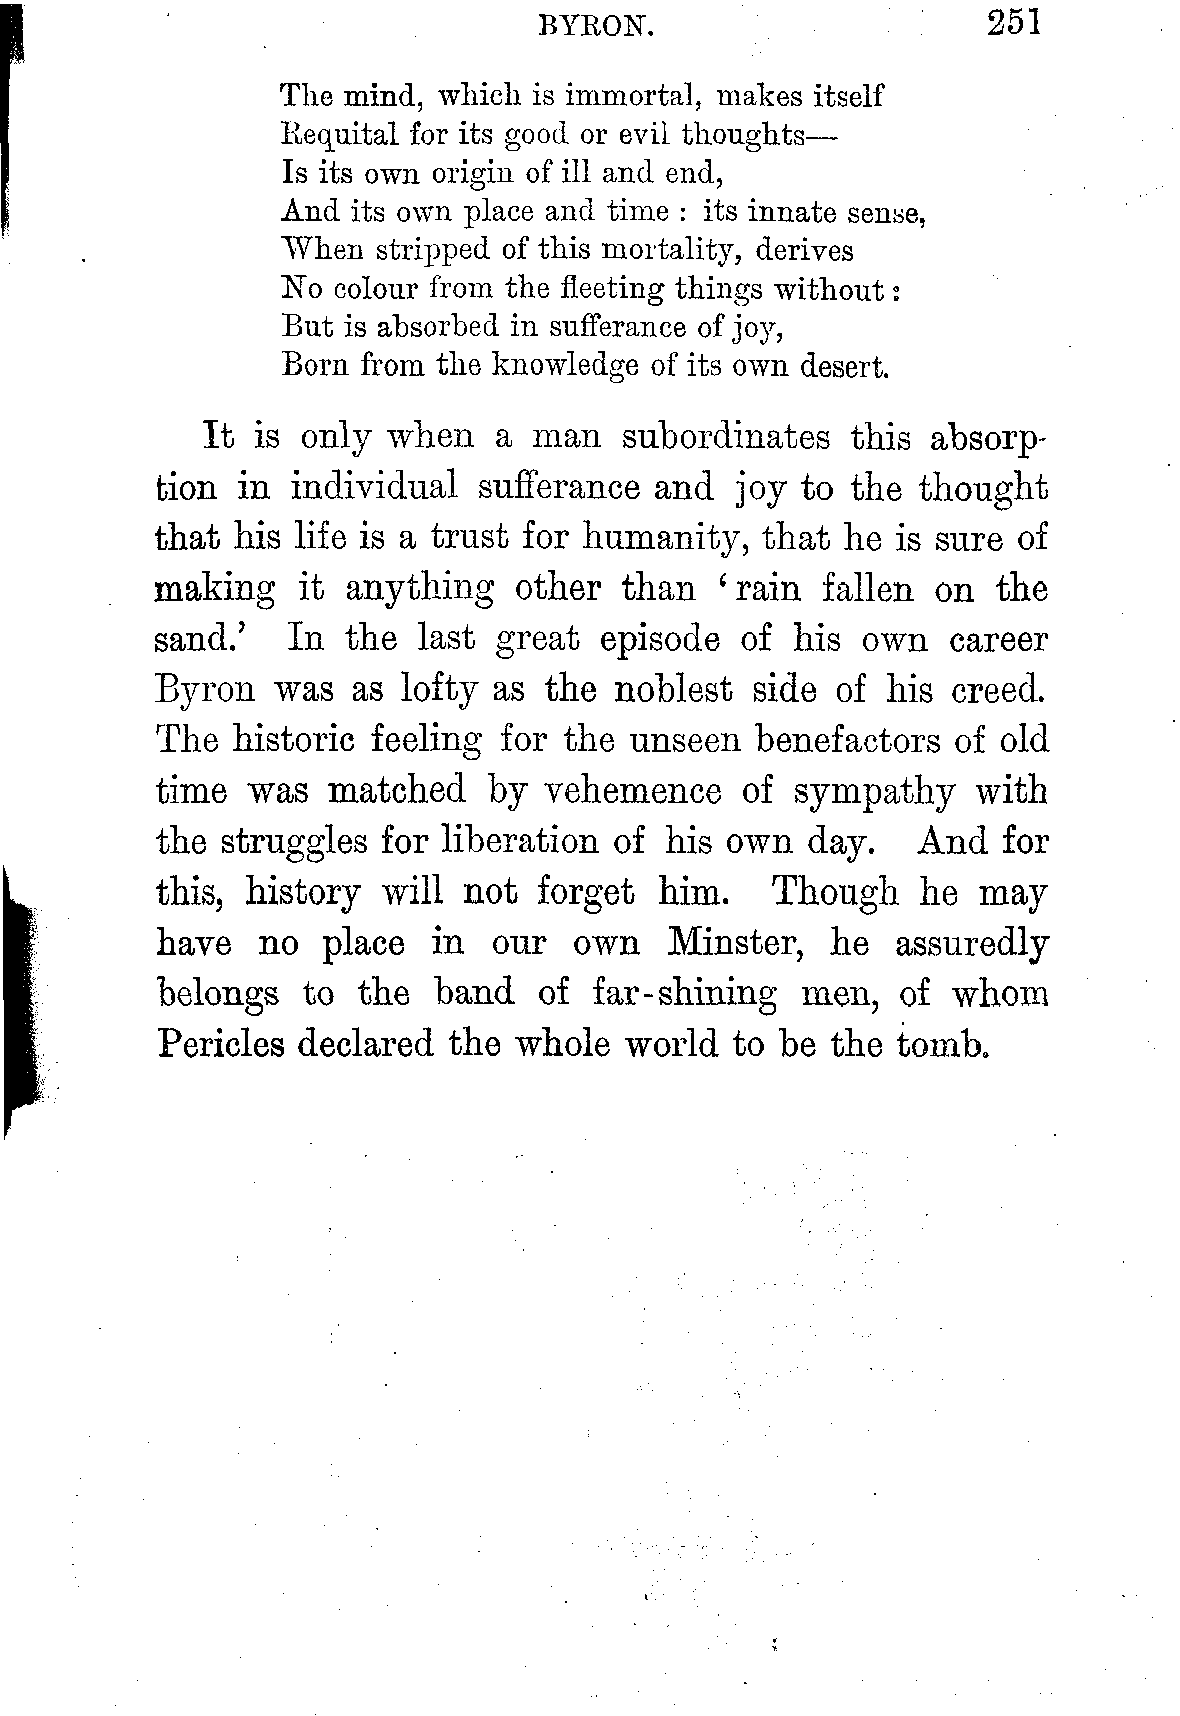 BYRON. 251
The mind, which is immortal, makes itself
Requital for its good or evil thoughts—
Is its own origin of ill and end,
And its own place and time : its innate sense,
When stripped of this mortality, derives
No colour from the fleeting things without :
But is absorbed in sufferance of joy,
Born from the knowledge of its own desert.
It is only when a man subordinates this absorp-
tion in individual sufferance and joy to the thought
that his life is a trust for humanity, that he is sure of
making it anything other than ‘ rain fallen on the
sand.’ In the last great episode of his own career
Byron was as lofty as the noblest side of his creed.
The historic feeling for the unseen benefactors of old
time was matched by vehemence of sympathy with
the struggles for liberation of his own day. And for
this, history will not forget him. Though he may
have no place in our own Minster, he assuredly
belongs to the band of far-shining men, of whom
Pericles declared the whole world to be the tomb.